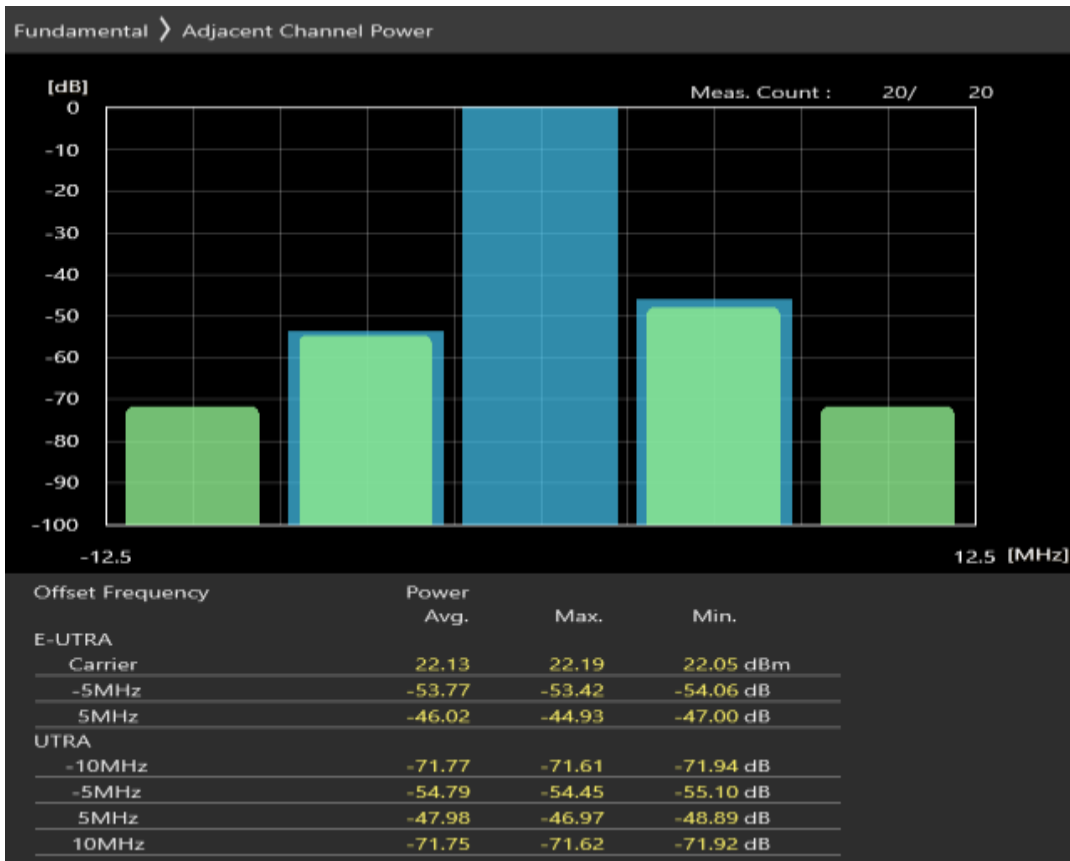 Fundamental 》 Adjacent Channel Power
[dB]
Meas. Count : 20/ 20
0
-10
-20
-30
-40
-50
-60
-70
-80
-90
-100
-12.5 12.5 [MHz]
Offset Frequency Power
Avg. Max. Min.
E-UTRA
Carrier 22.13 22.19 22.05 dBm
-5MHz -53.77 -53.42 -54.06 dB
5MHz -46.02 -44.93 -47.00 dB
UTRA
-10MHz -71.77 -71.61 -71.94 dB
-5MHz -54.79 -54.45 -55.10 dB
5MHz -47.98 -46.97 -48.89 dB
10MHz -71.75 -71.62 -71.92 dB